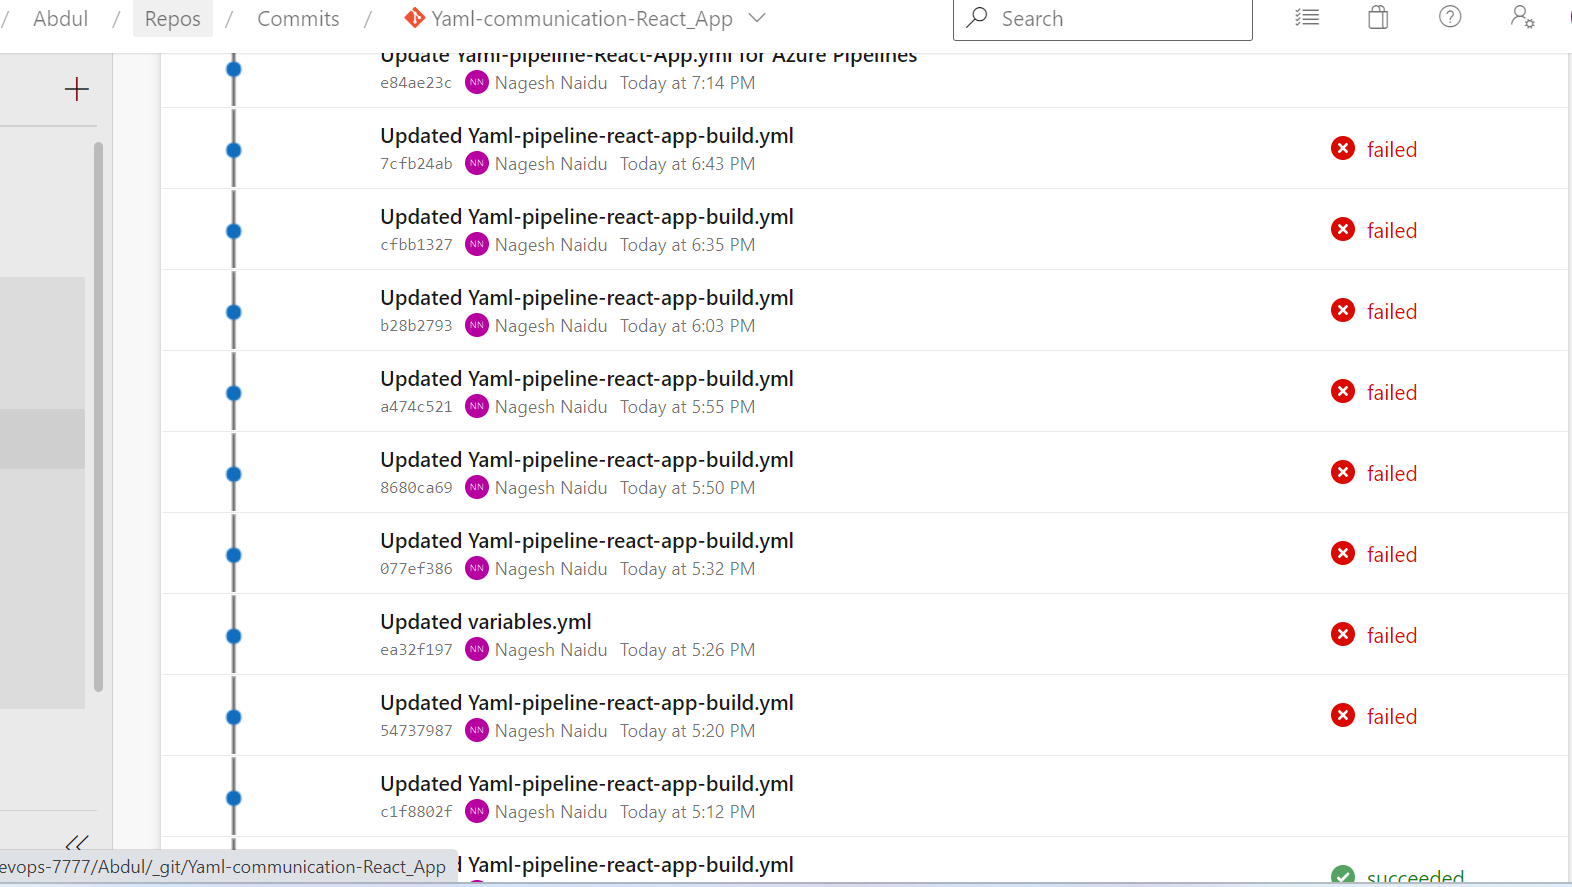 / Abdul / Repos / Commits / Yaml-communication-React_App Search
Update Yaml-pipeline-React-App.yml for Azure Pipelines
e84ae23c NN Nagesh Naidu Today at 7:14 PM
Updated Yaml-pipeline-react-app-build.yml
failed
7cfb24ab NN Nagesh Naidu Today at 6:43 PM
Updated Yaml-pipeline-react-app-build.yml
failed
cfbb1327 NN Nagesh Naidu Today at 6:35 PM
Updated Yaml-pipeline-react-app-build.yml
failed
b28b2793 NN Nagesh Naidu Today at 6:03 PM
Updated Yaml-pipeline-react-app-build.yml
failed
a474c521 NN Nagesh Naidu Today at 5:55 PM
Updated Yaml-pipeline-react-app-build.yml
failed
8680ca69 NN Nagesh Naidu Today at 5:50 PM
Updated Yaml-pipeline-react-app-build.yml
failed
077ef386 NN Nagesh Naidu Today at 5:32 PM
Updated variables.yml
failed
ea32f197 NN Nagesh Naidu Today at 5:26 PM
Updated Yaml-pipeline-react-app-build.yml
failed
54737987 NN Nagesh Naidu Today at 5:20 PM
Updated Yaml-pipeline-react-app-build.yml
c1f8802f NN Nagesh Naidu Today at 5:12 PM
Yaml-pipeline-react-app-build.yml
evops-7777/Abdul/_git/Yaml-communication-React_App
succeeded